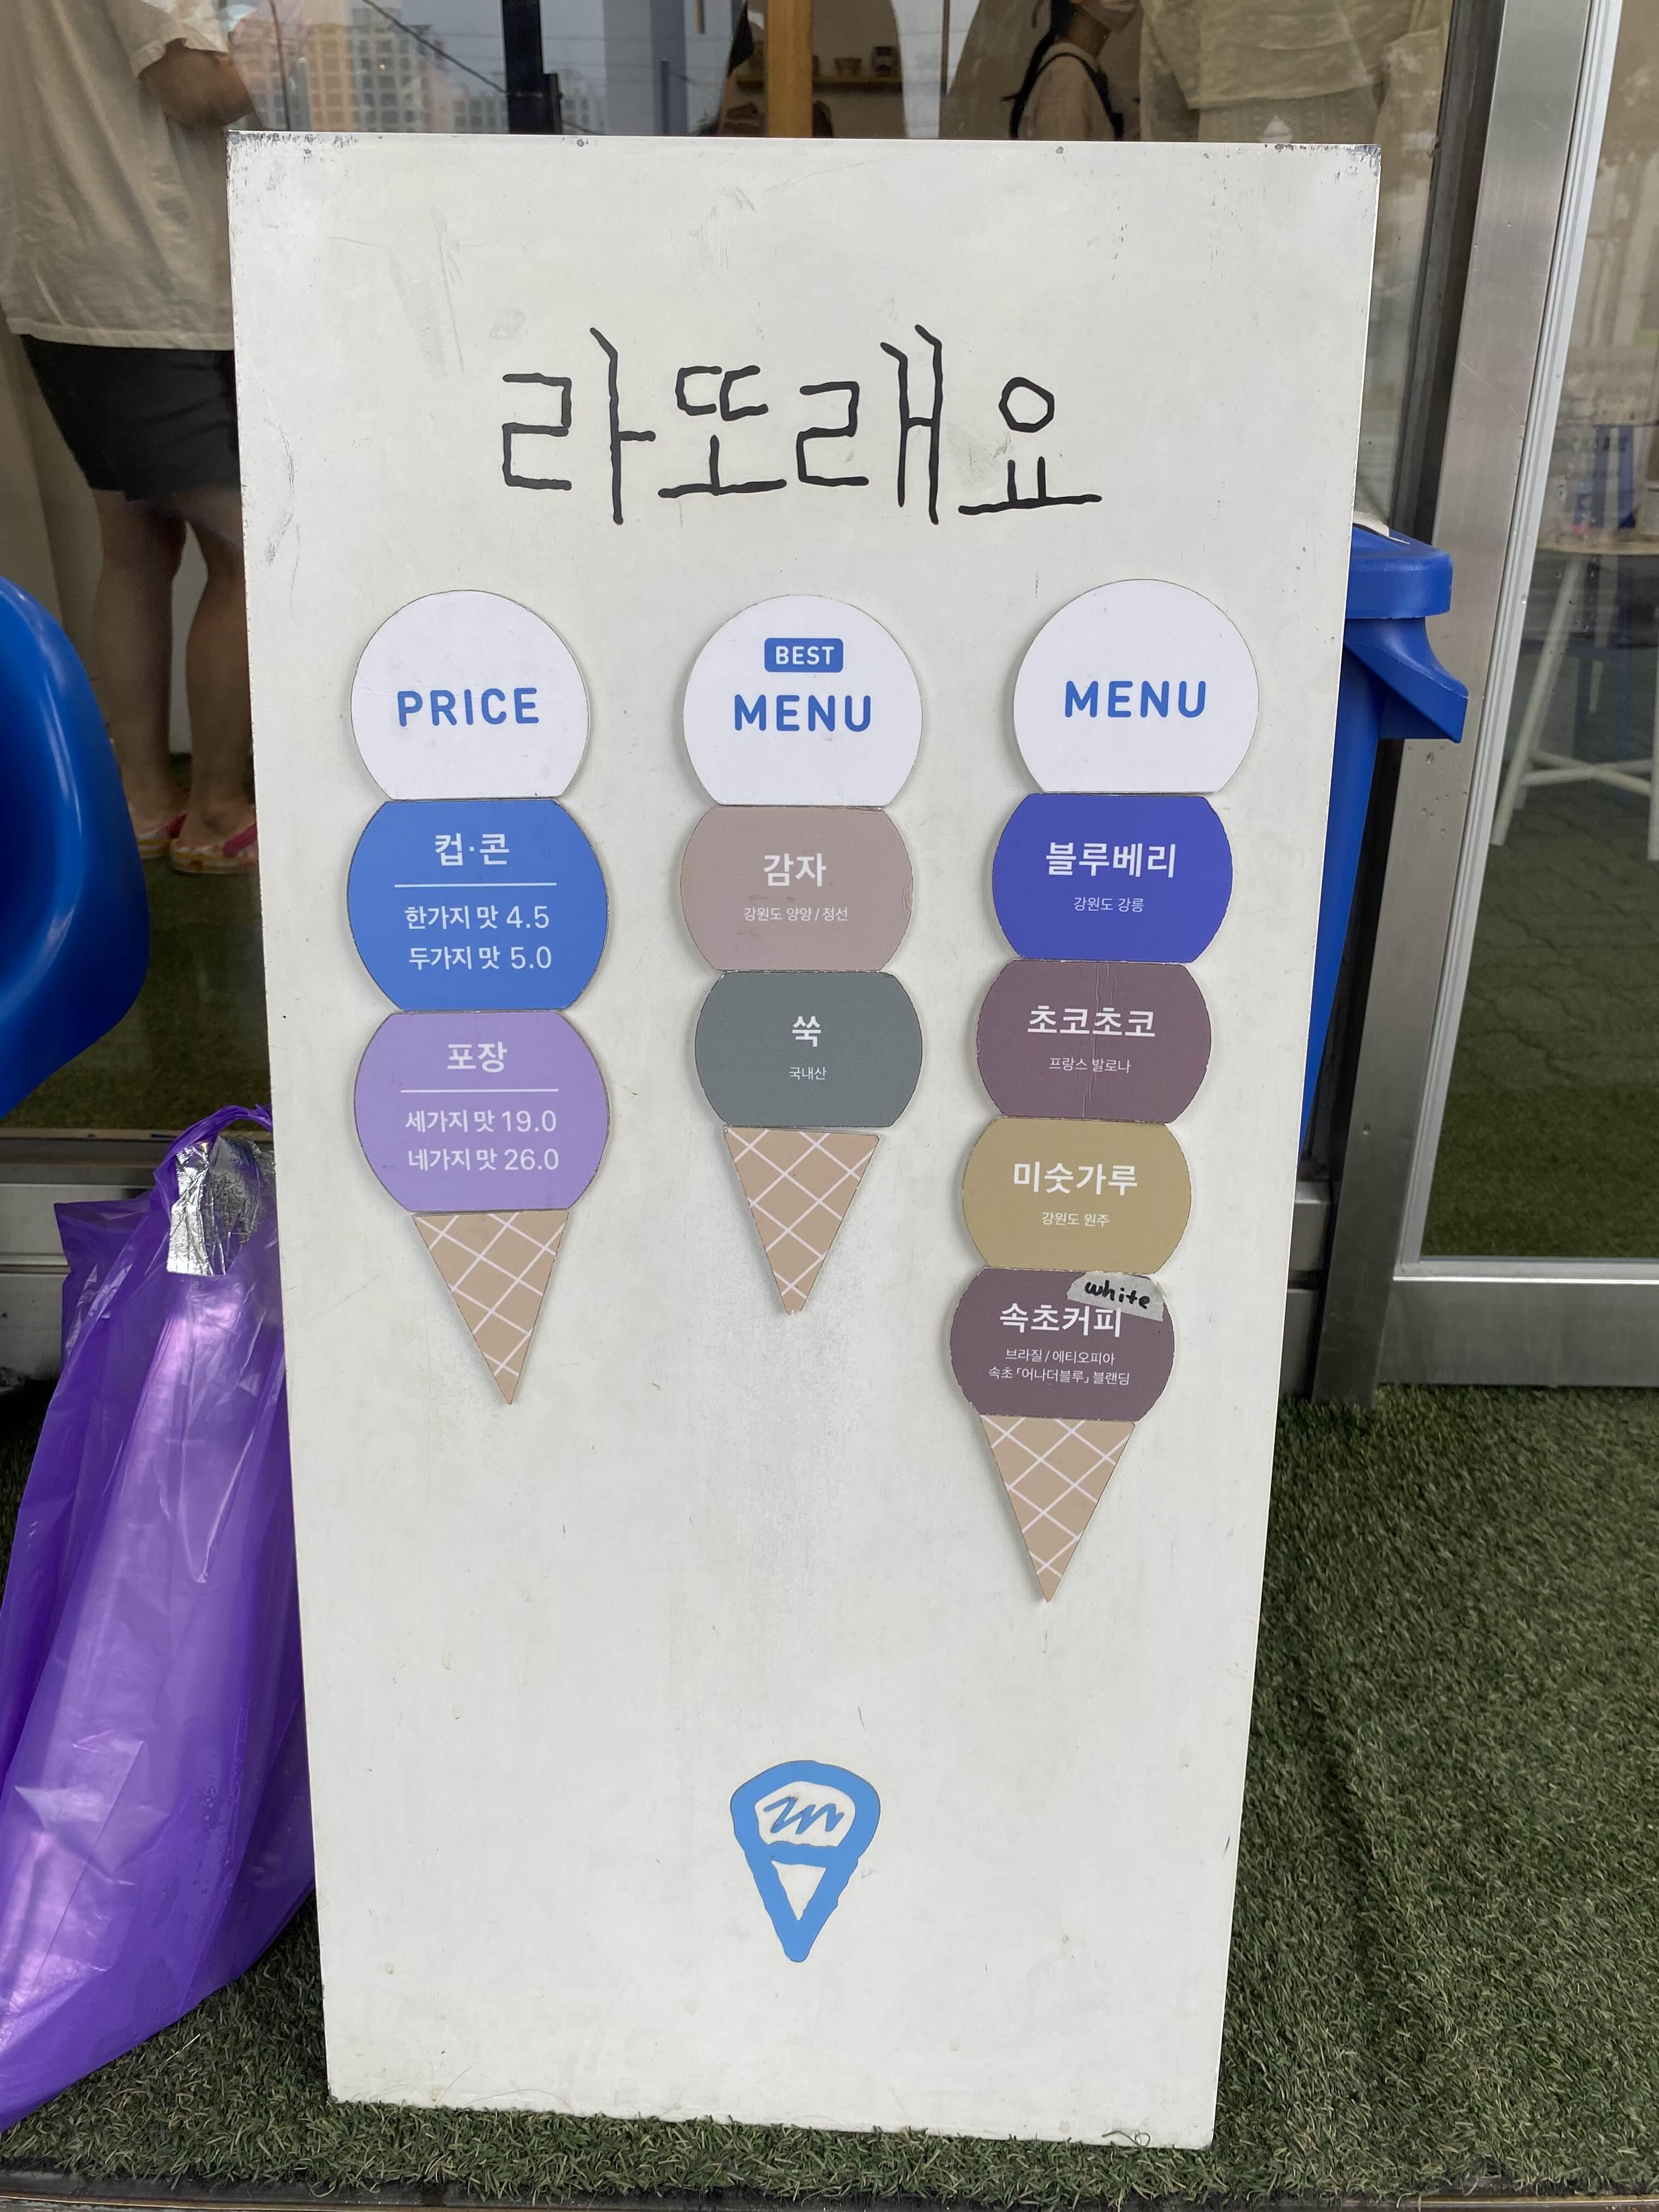 라또래요
PRICE
컵·콘
한가지 맛 4.5
두가지 맛 5.0
포장
세가지 맛 19.0
네가지 맛 26.0
BEST
MENU
감자
강원도 양양 / 정선
쑥
국내산
MENU
블루베리
강원도 강릉
초코초코
프랑스 발로나
미숫가루
강원도 원주
white
속초커피
브라질 / 에티오피아
속초 「어나더블루」 블랜딩